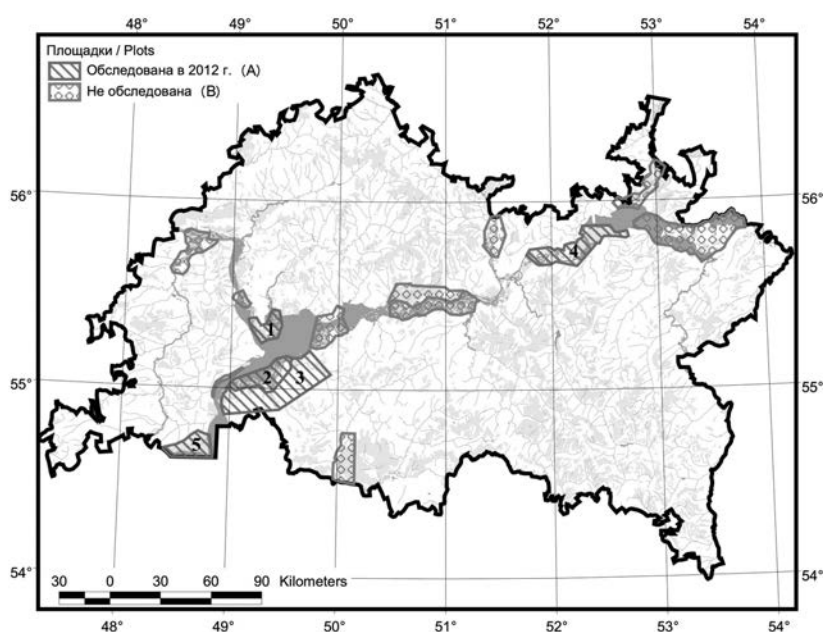 48° 49° 50° 51° 52° 53° 54°
Площадки / Plots
Обследована в 2012 г. (A)
Не обследована (B)
56° 56°
4
1
55° 2 3 55°
5
54° 54°
30 0 30 60 90 Kilometers
48° 49° 50° 51° 52° 53° 54°